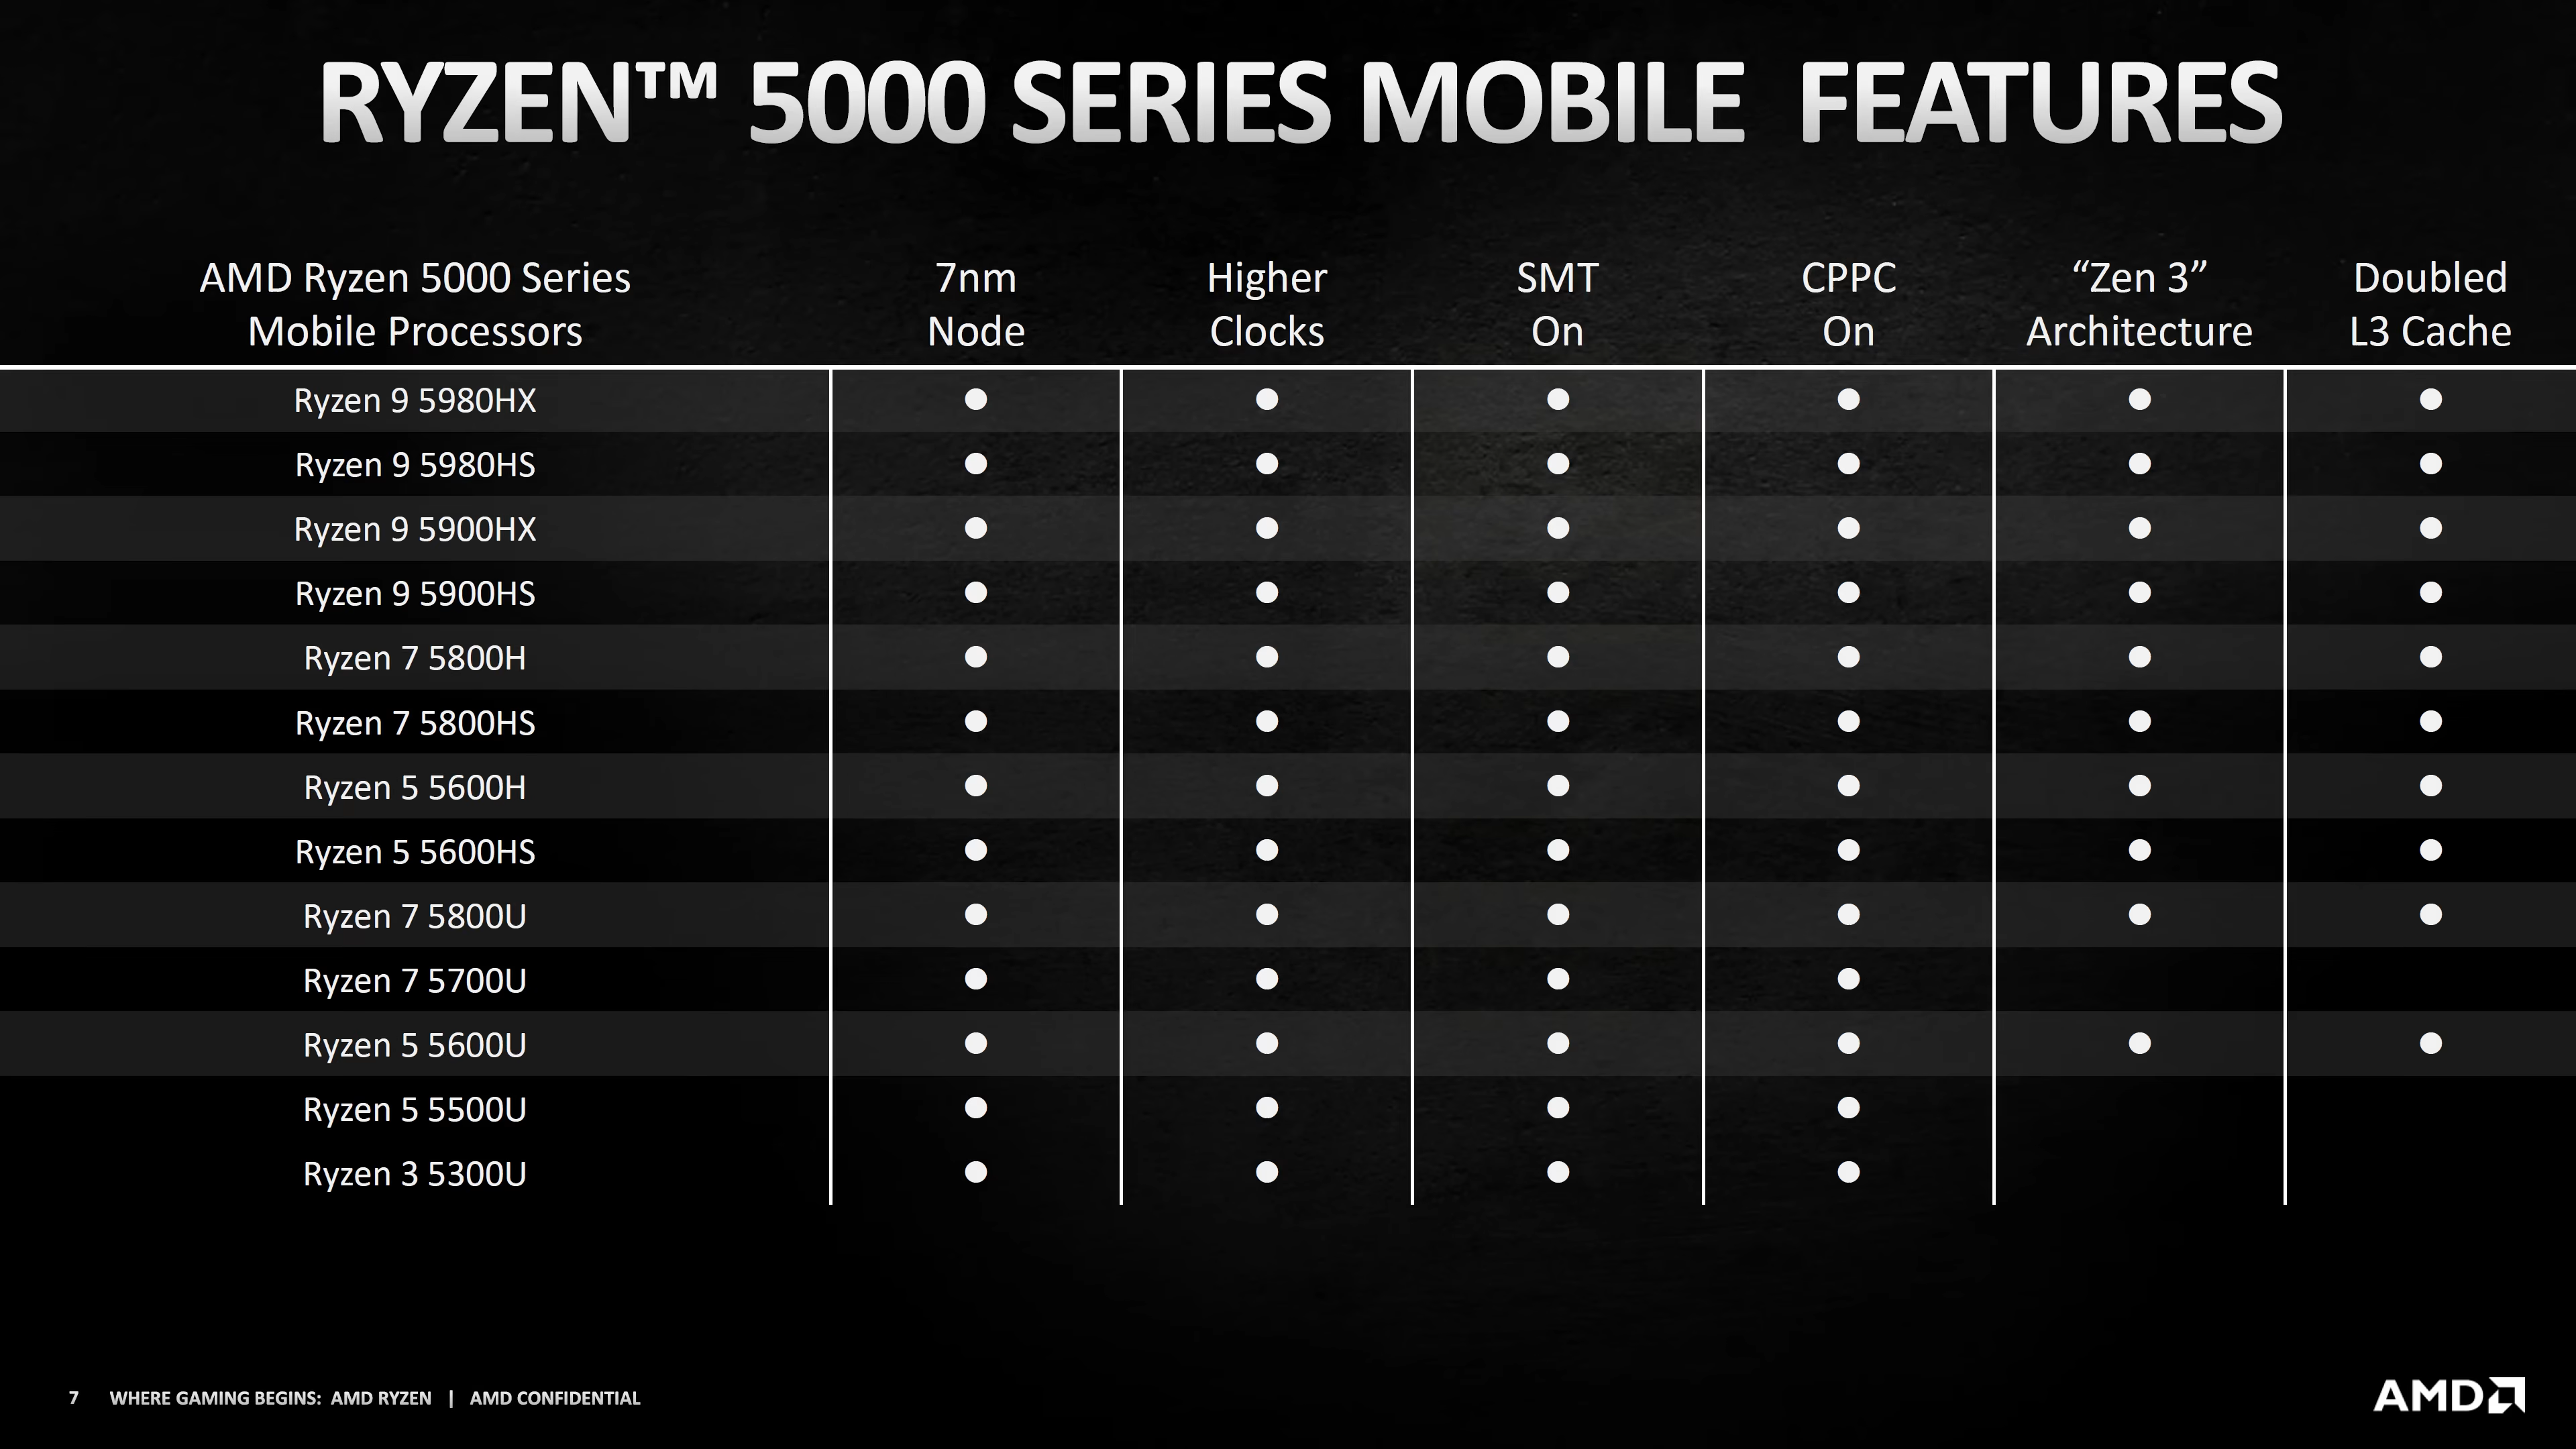 RYZEN™ 5000 SERIES MOBILE FEATURES
AMD Ryzen 5000 Series Mobile Processors
7nm Node
Higher Clocks
SMT On
CPPC On
“Zen 3” Architecture
Doubled L3 Cache
Ryzen 9 5980HX ● ● ● ● ● ●
Ryzen 9 5980HS ● ● ● ● ● ●
Ryzen 9 5900HX ● ● ● ● ● ●
Ryzen 9 5900HS ● ● ● ● ● ●
Ryzen 7 5800H ● ● ● ● ● ●
Ryzen 7 5800HS ● ● ● ● ● ●
Ryzen 5 5600H ● ● ● ● ● ●
Ryzen 5 5600HS ● ● ● ● ● ●
Ryzen 7 5800U ● ● ● ● ● ●
Ryzen 7 5700U ● ● ● ●
Ryzen 5 5600U ● ● ● ● ● ●
Ryzen 5 5500U ● ● ● ●
Ryzen 3 5300U ● ● ● ●
7 WHERE GAMING BEGINS: AMD RYZEN | AMD CONFIDENTIAL
AMD